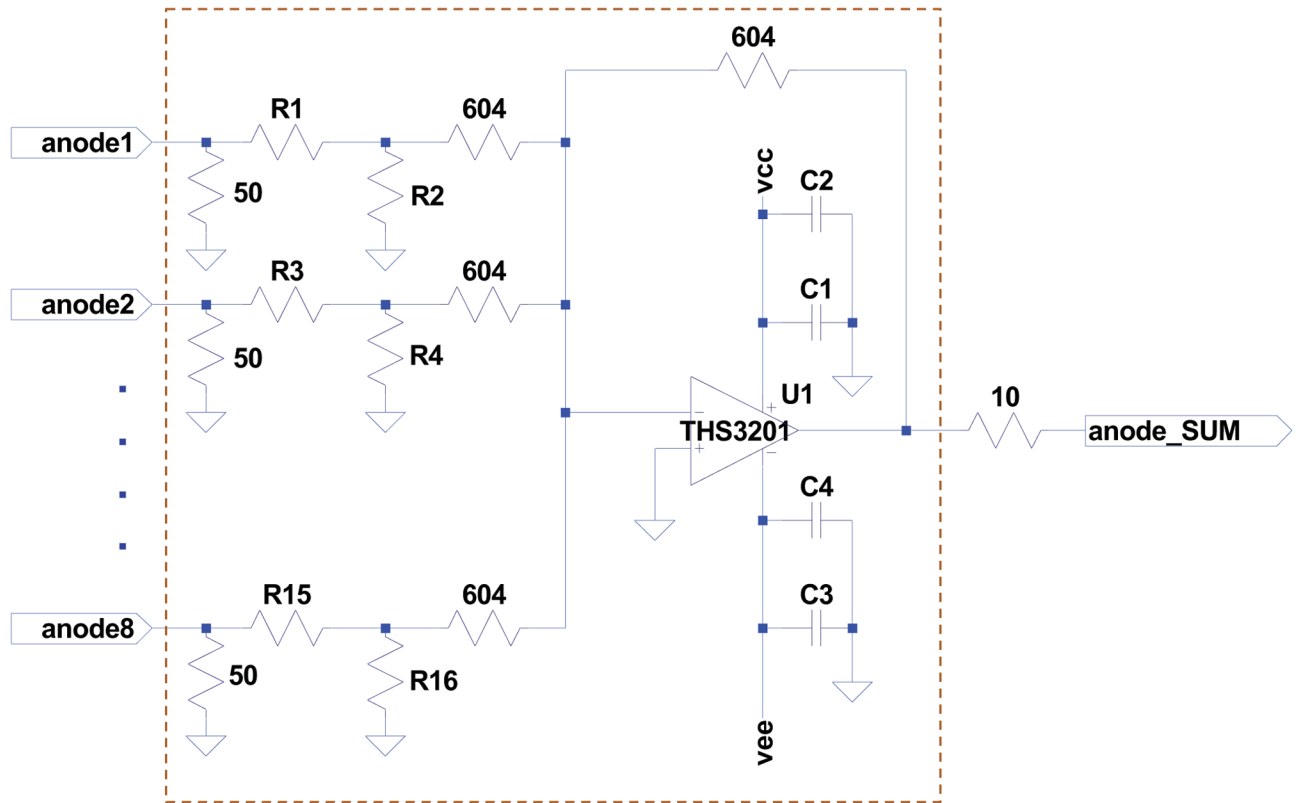 604
R1
604
anode1
50
R2
vcc
C2
R3
604
anode2
50
R4
C1
U1
THS3201
10
anode_SUM
C4
R15
604
C3
anode8
50
R16
vee